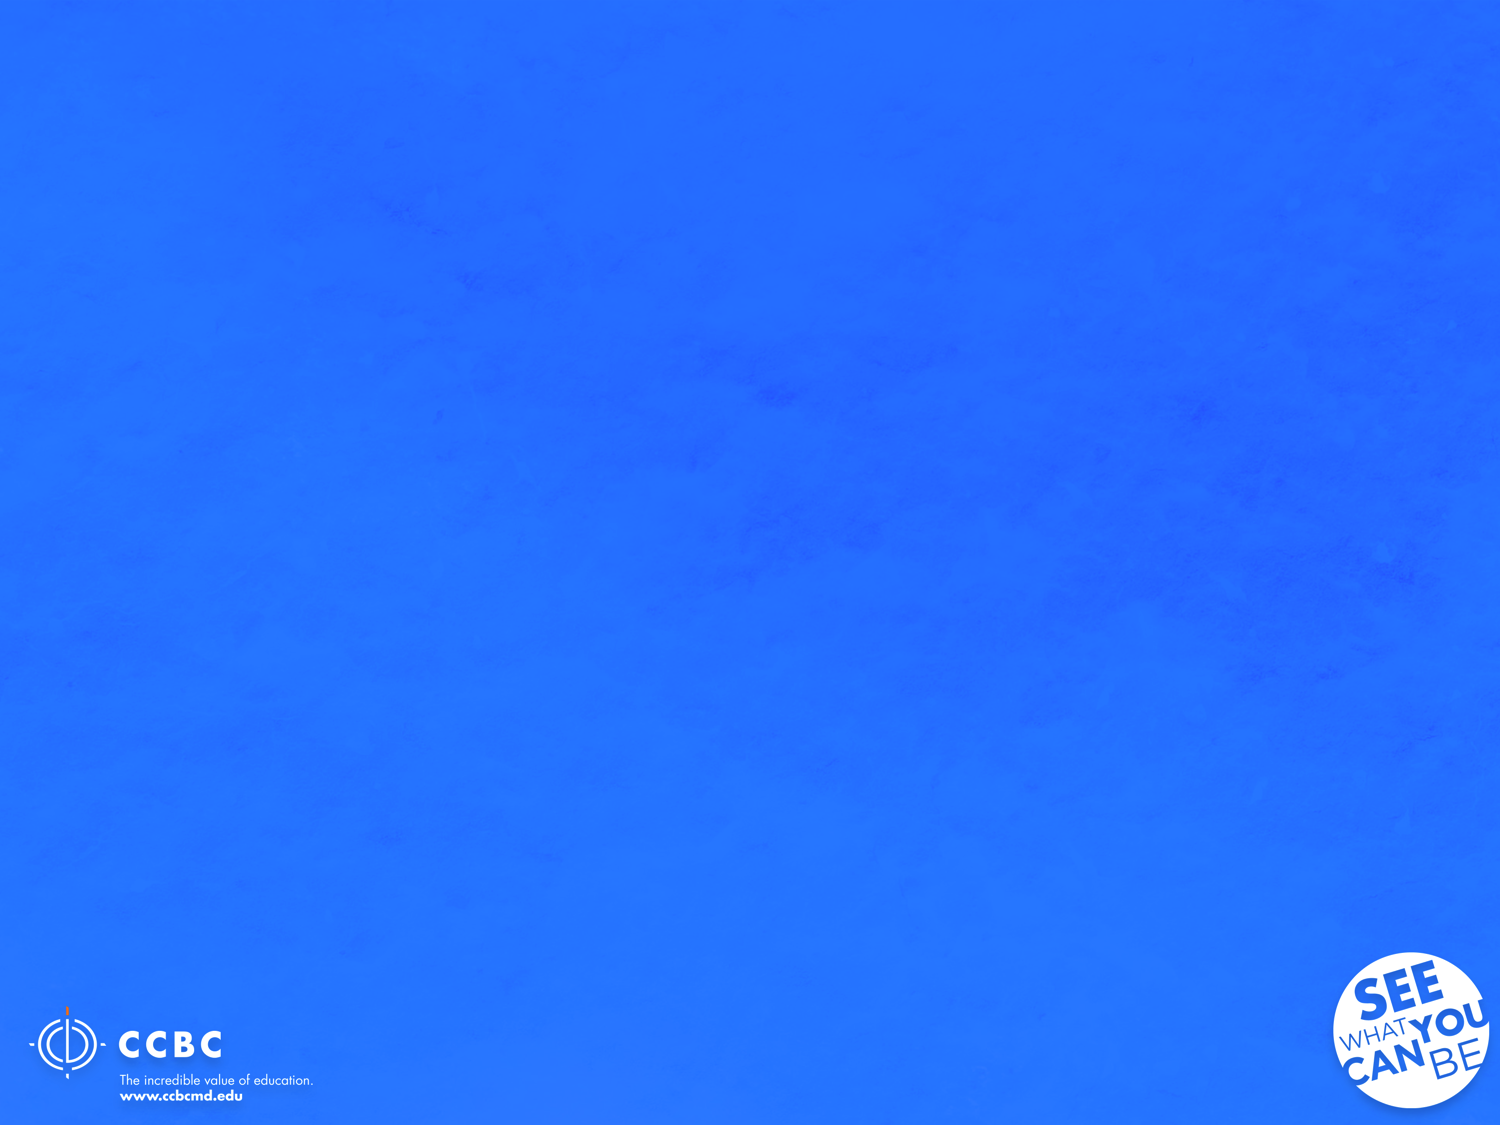 CCBC
The incredible value of education.
www.ccbcmd.edu
SEE
WHAT YOU
CAN BE